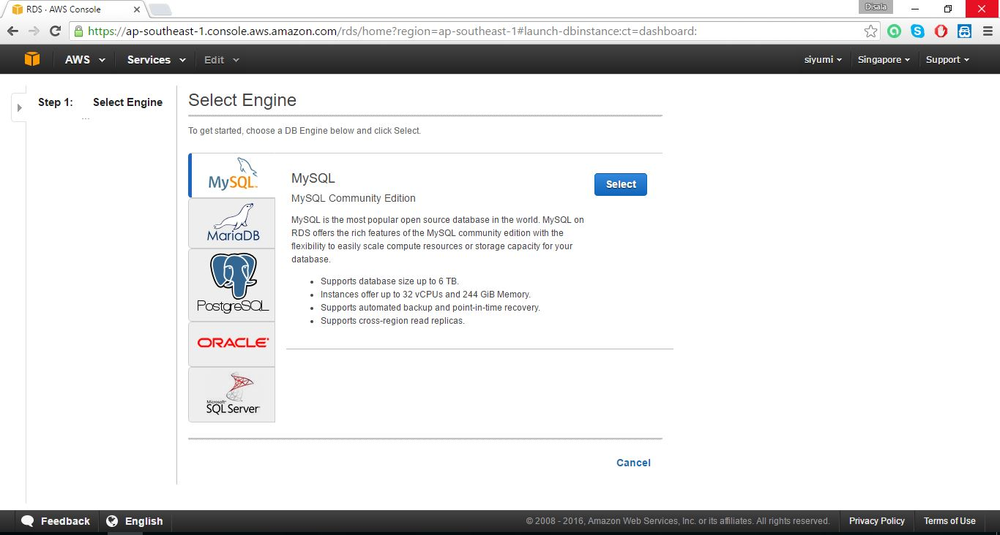 RDS · AWS Console
Disala
https://ap-southeast-1.console.aws.amazon.com/rds/home?region=ap-southeast-1#launch-dbinstance:ct=dashboard:
AWS Services Edit siyumi Singapore Support
Step 1: Select Engine
...
Select Engine
To get started, choose a DB Engine below and click Select.
MySQL
MariaDB
PostgreSQL
ORACLE
Microsoft
SQL Server
MySQL
Select
MySQL Community Edition
MySQL is the most popular open source database in the world. MySQL on
RDS offers the rich features of the MySQL community edition with the
flexibility to easily scale compute resources or storage capacity for your
database.
• Supports database size up to 6 TB.
• Instances offer up to 32 vCPUs and 244 GiB Memory.
• Supports automated backup and point-in-time recovery.
• Supports cross-region read replicas.
Cancel
Feedback English © 2008 - 2016, Amazon Web Services, Inc. or its affiliates. All rights reserved. Privacy Policy Terms of Use